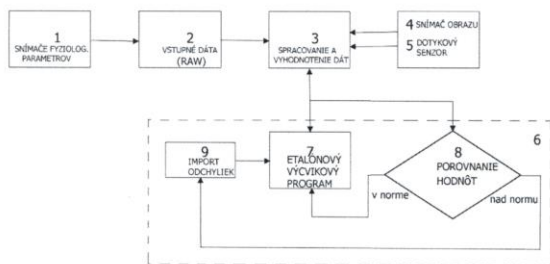 1
SNÍMAČE FYZIOLOG.
PARAMETROV
2
VSTUPNÉ DÁTA
(RAW)
3
SPRACOVANIE A
VYHODNOTENIE DÁT
4 SNÍMAČ OBRAZU
5 DOTYKOVÝ
SENZOR
6
9
IMPORT
ODCHYLIEK
7
ETALÓNOVÝ
VÝCVIKOVÝ
PROGRAM
8
POROVNANIE
HODNÔT
v norme
nad normu